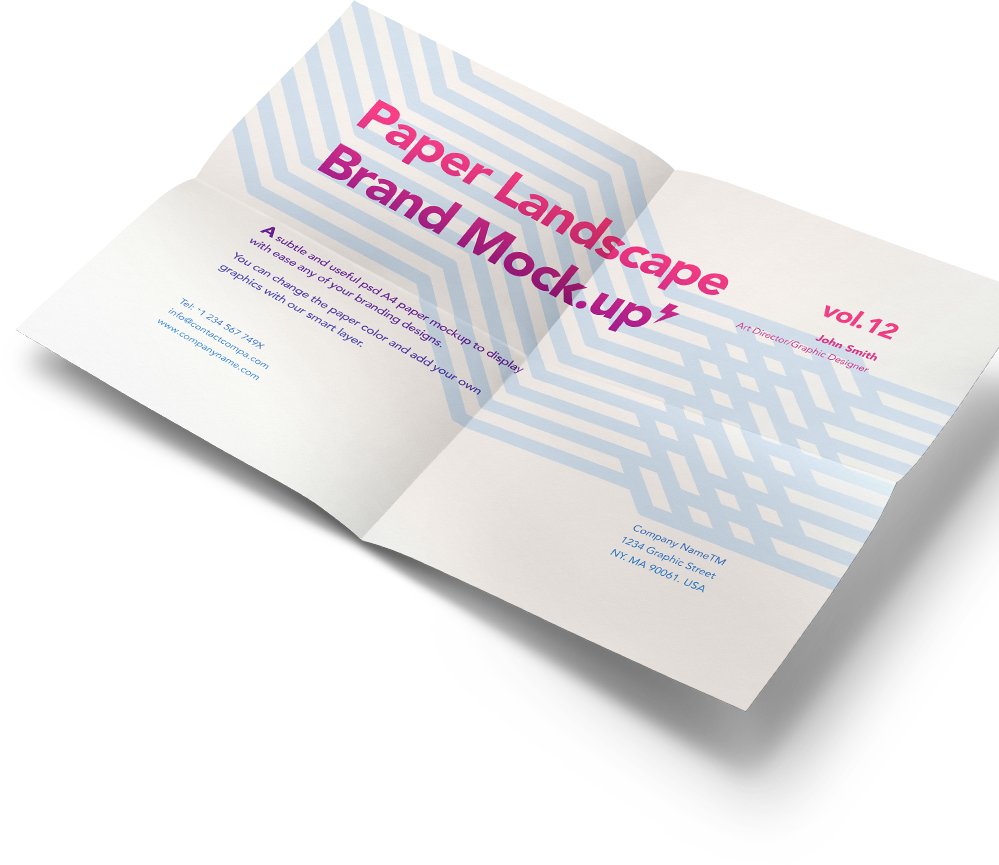 Paper Landscape
Brand Mock.up
vol.12
John Smith
Art Director/Graphic Designer
A subtle and useful psd A4 paper mockup to display
with ease any of your branding designs.
You can change the paper color and add your own
graphics with our smart layer.
Tel: +1 234 567 749X
info@contactcompa.com
www.companyname.com
Company Name™
1234 Graphic Street
NY. MA 90061. USA